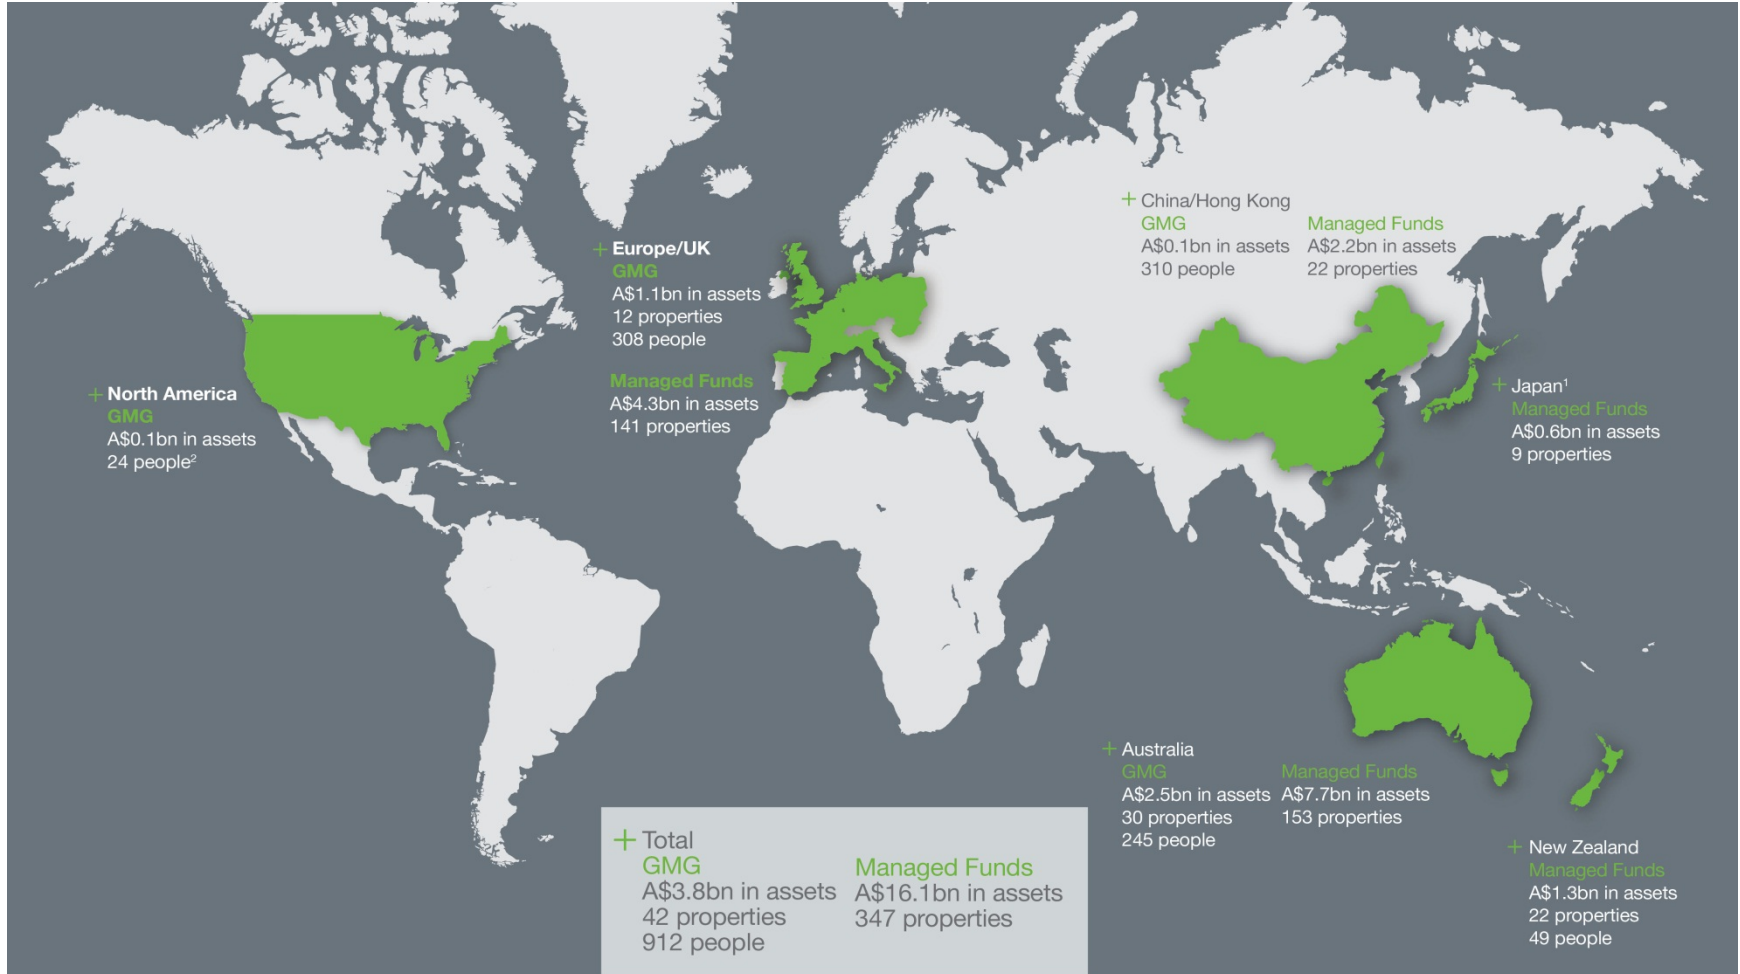 + North America
GMG
A$0.1bn in assets
24 people²
+ Europe/UK
GMG
A$1.1bn in assets
12 properties
308 people
Managed Funds
A$4.3bn in assets
141 properties
+ China/Hong Kong
GMG
A$0.1bn in assets
310 people
Managed Funds
A$2.2bn in assets
22 properties
+ Japan¹
Managed Funds
A$0.6bn in assets
9 properties
+ Australia
GMG
A$2.5bn in assets
30 properties
245 people
Managed Funds
A$7.7bn in assets
153 properties
+ New Zealand
Managed Funds
A$1.3bn in assets
22 properties
49 people
+ Total
GMG
A$3.8bn in assets
42 properties
912 people
Managed Funds
A$16.1bn in assets
347 properties